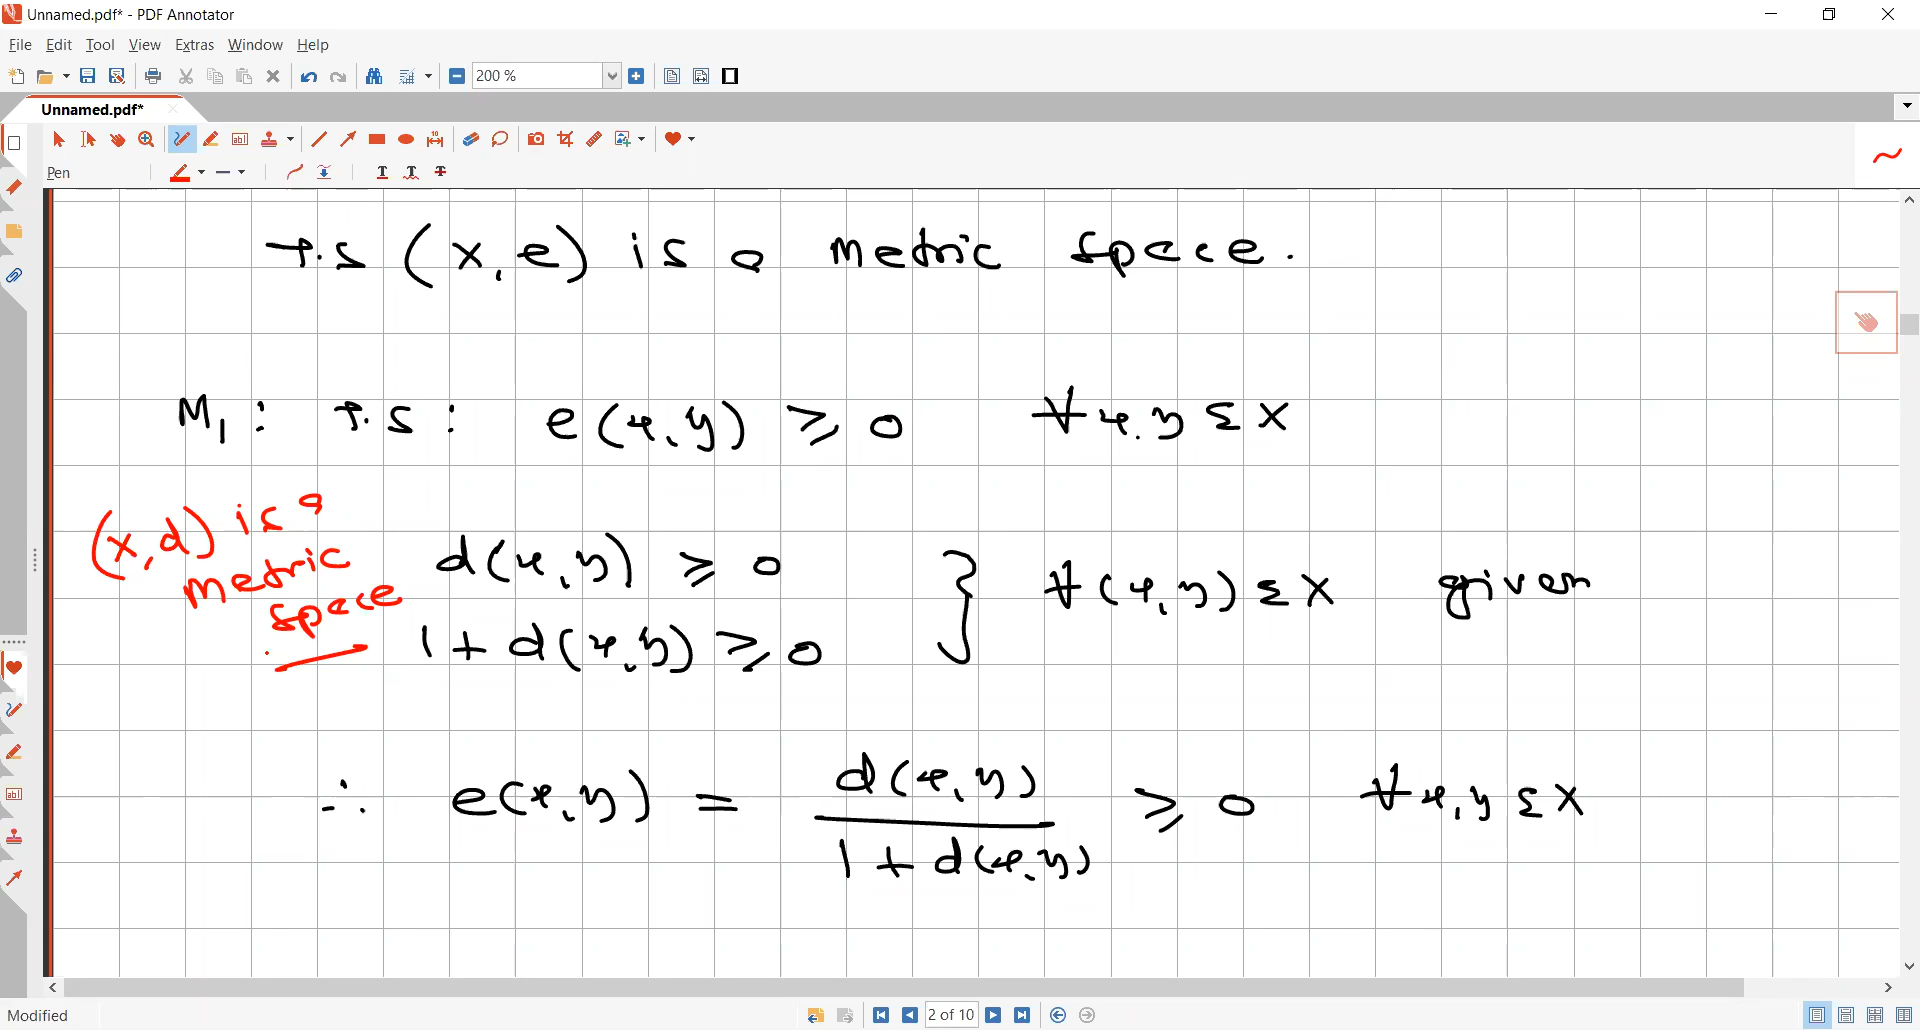 Unnamed.pdf* - PDF Annotator
File Edit Tool View Extras Window Help
200 %
Unnamed.pdf*
Pen
T.S (X, e) is a metric space.
M₁ : T.S : e(x, y) ⩾ 0 ∀ x, y ∈ X
(X, d) is a
metric
space
d(x, y) ⩾ 0
1 + d(x, y) ⩾ 0
} ∀ (x, y) ∈ X given
∴ e(x, y) = d(x, y) / 1 + d(x, y) ⩾ 0 ∀ x, y ∈ X
Modified
2 of 10